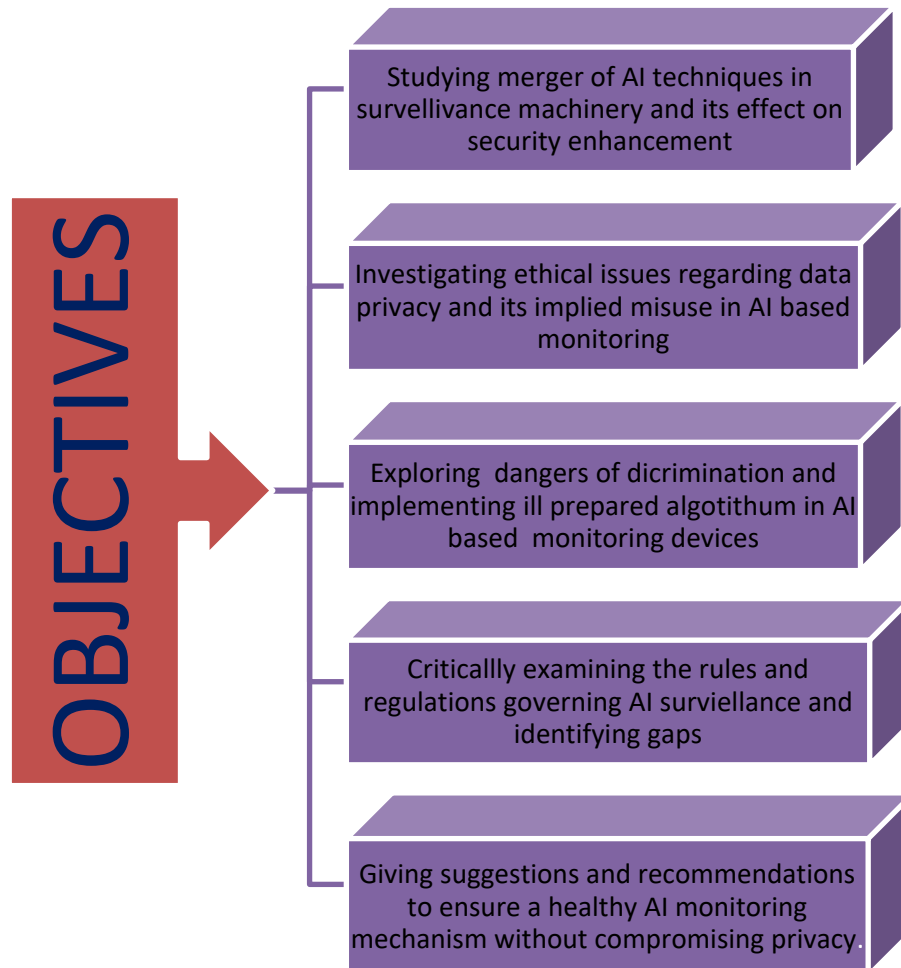 OBJECTIVES
Studying merger of AI techniques in
survellivance machinery and its effect on
security enhancement
Investigating ethical issues regarding data
privacy and its implied misuse in AI based
monitoring
Exploring dangers of dicrimination and
implementing ill prepared algotithum in AI
based monitoring devices
Criticallly examining the rules and
regulations governing AI surviellance and
identifying gaps
Giving suggestions and recommendations
to ensure a healthy AI monitoring
mechanism without compromising privacy.